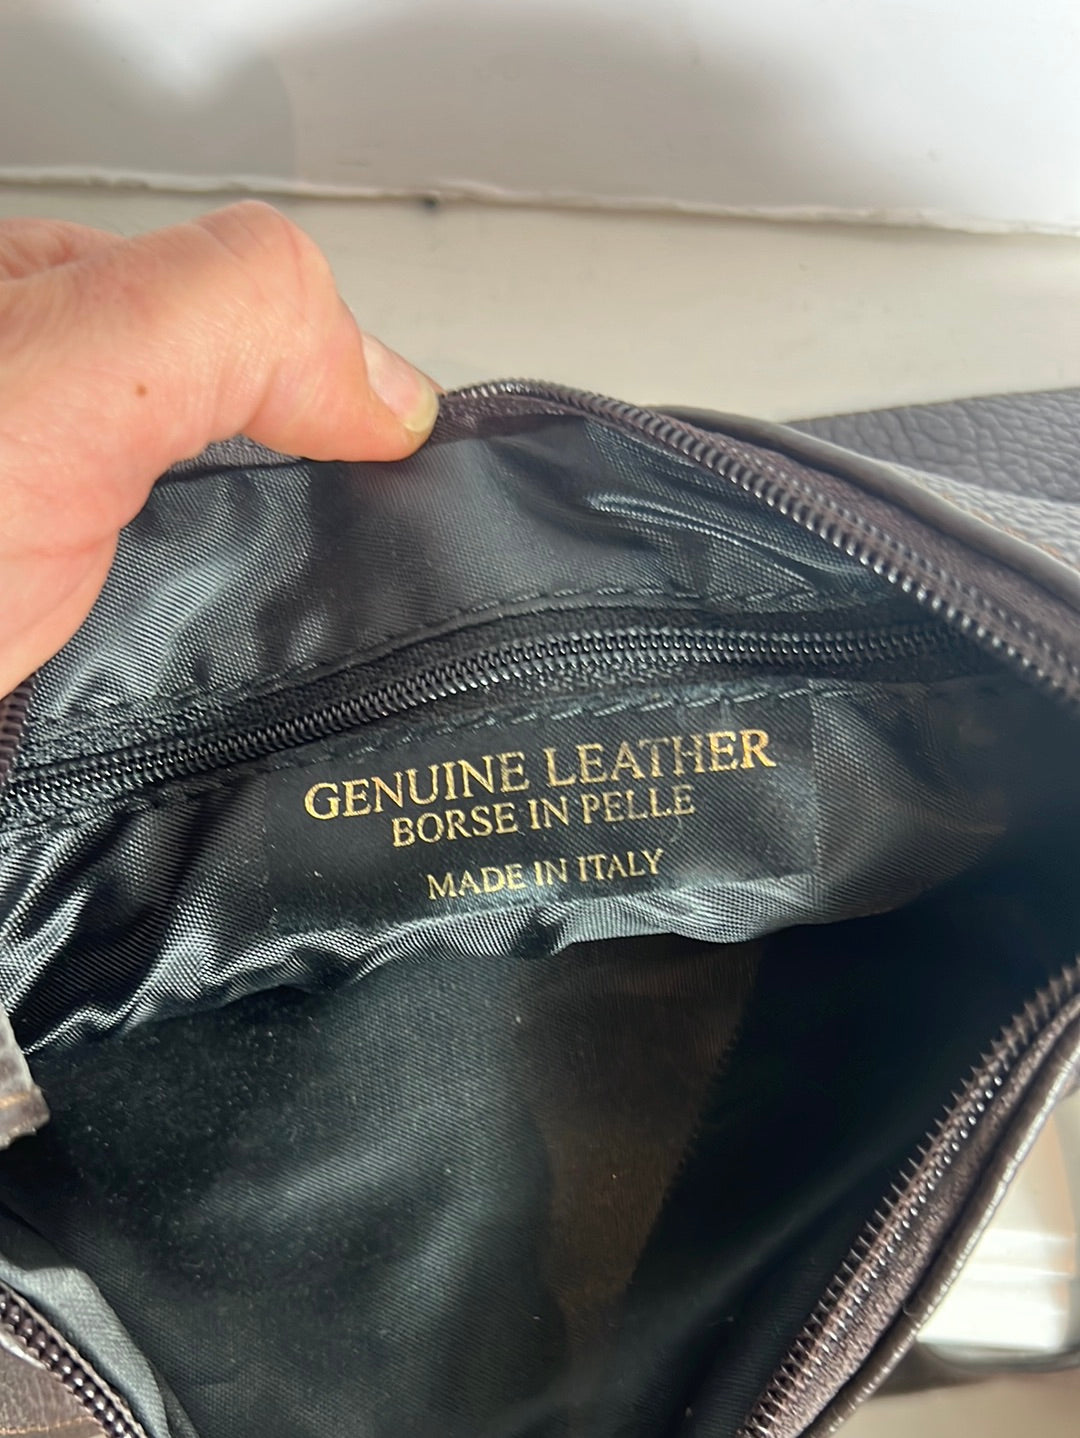 GENUINE LEATHER
BORSE IN PELLE
MADE IN ITALY